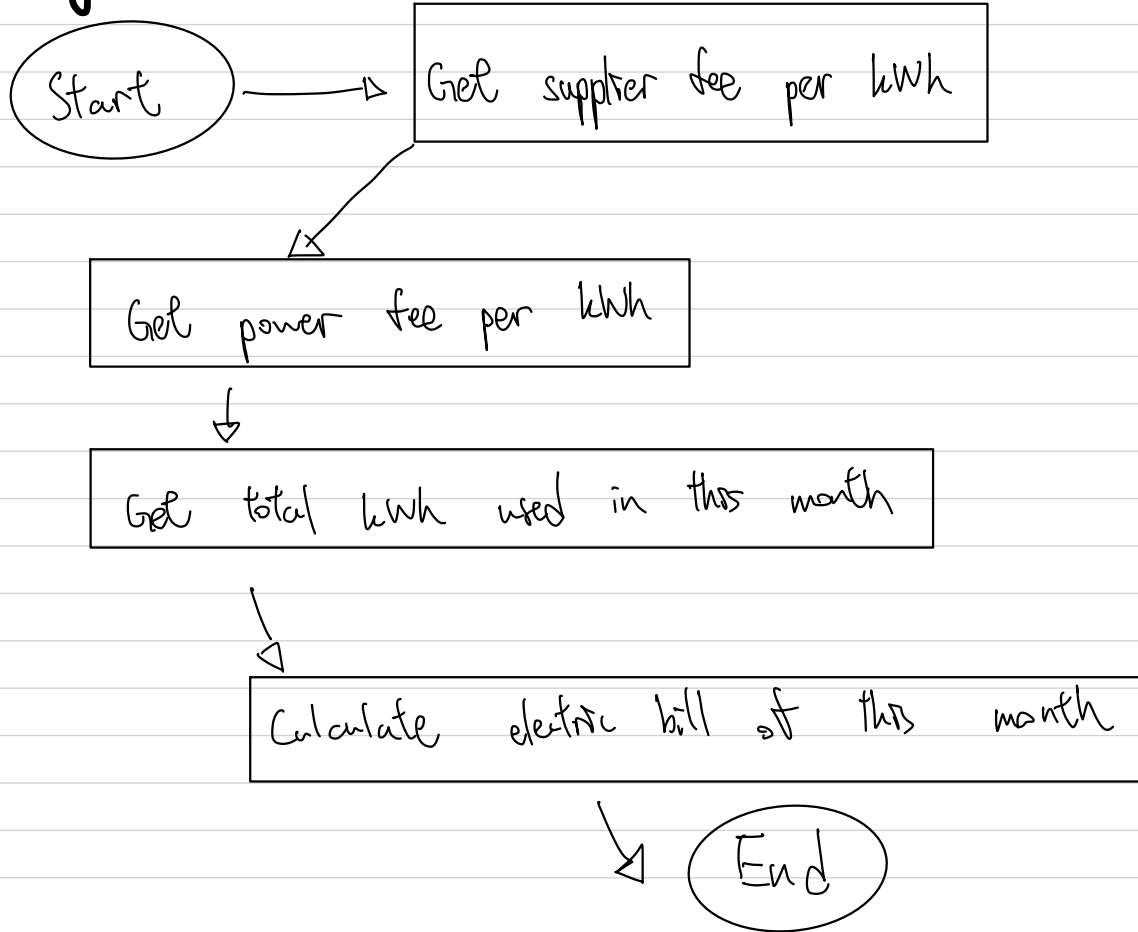 Start
Get supplier fee per kWh
Get power fee per kWh
Get total kWh used in this month
Calculate electric bill of this month
End